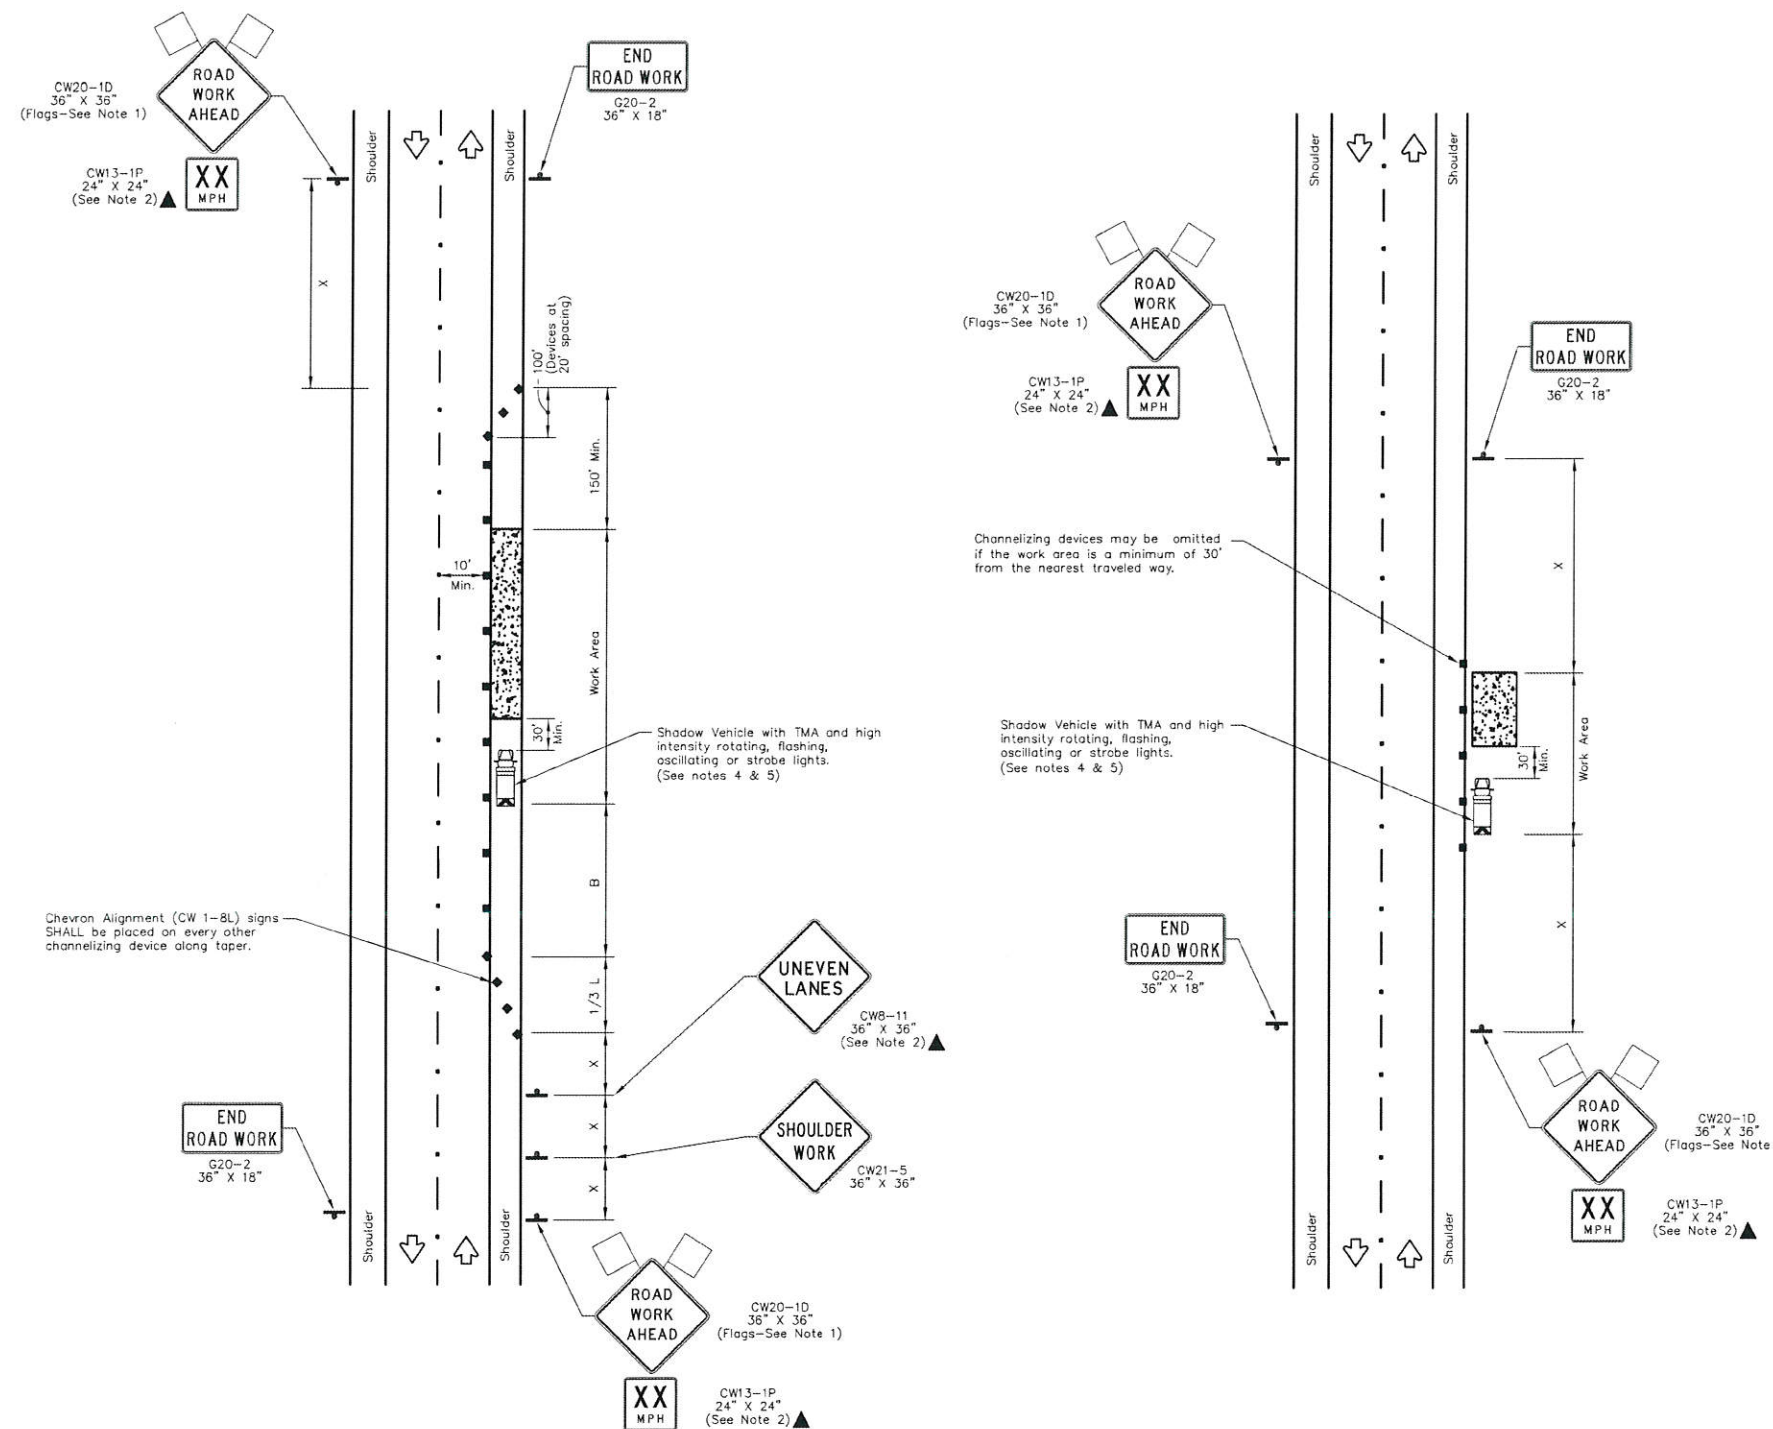 ROAD
WORK
AHEAD
CW20-1D
36" X 36"
(Flags-See Note 1)
XX
MPH
CW13-1P
24" X 24"
(See Note 2)
END
ROAD WORK
G20-2
36" X 18"
Shoulder
Shoulder
X
100'
(Devices at
20' spacing)
150' Min.
10'
Min.
Work Area
30'
Min.
Shadow Vehicle with TMA and high
intensity rotating, flashing,
oscillating or strobe lights.
(See notes 4 & 5)
B
Chevron Alignment (CW 1-8L) signs
SHALL be placed on every other
channelizing device along taper.
1/3 L
UNEVEN
LANES
CW8-11
36" X 36"
(See Note 2)
X
X
SHOULDER
WORK
CW21-5
36" X 36"
X
END
ROAD WORK
G20-2
36" X 18"
Shoulder
Shoulder
ROAD
WORK
AHEAD
CW20-1D
36" X 36"
(Flags-See Note 1)
XX
MPH
CW13-1P
24" X 24"
(See Note 2)
Shoulder
Shoulder
ROAD
WORK
AHEAD
CW20-1D
36" X 36"
(Flags-See Note 1)
XX
MPH
CW13-1P
24" X 24"
(See Note 2)
END
ROAD WORK
G20-2
36" X 18"
Channelizing devices may be omitted
if the work area is a minimum of 30'
from the nearest traveled way.
X
Work Area
30'
Min.
Shadow Vehicle with TMA and high
intensity rotating, flashing,
oscillating or strobe lights.
(See notes 4 & 5)
X
END
ROAD WORK
G20-2
36" X 18"
ROAD
WORK
AHEAD
CW20-1D
36" X 36"
(Flags-See Note
XX
MPH
CW13-1P
24" X 24"
(See Note 2)
Shoulder
Shoulder